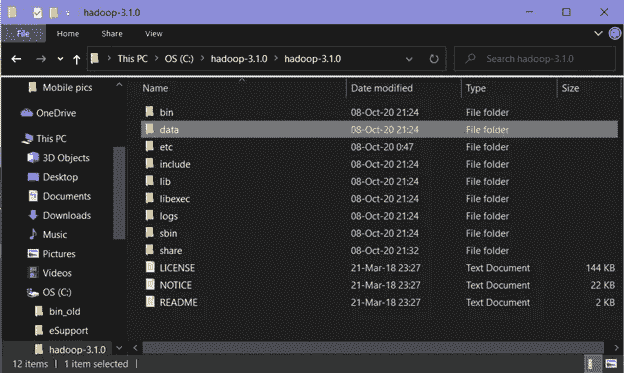 hadoop-3.1.0
File Home Share View
This PC OS (C:) hadoop-3.1.0 hadoop-3.1.0 Search hadoop-3.1.0
Mobile pics
OneDrive
This PC
3D Objects
Desktop
Documents
Downloads
Music
Pictures
Videos
OS (C:)
bin_old
eSupport
hadoop-3.1.0
Name Date modified Type Size
bin 08-Oct-20 21:24 File folder
data 08-Oct-20 21:24 File folder
etc 08-Oct-20 0:47 File folder
include 08-Oct-20 21:24 File folder
lib 08-Oct-20 21:24 File folder
libexec 08-Oct-20 21:24 File folder
logs 08-Oct-20 21:24 File folder
sbin 08-Oct-20 21:24 File folder
share 08-Oct-20 21:32 File folder
LICENSE 21-Mar-18 23:27 Text Document 144 KB
NOTICE 21-Mar-18 23:27 Text Document 22 KB
README 21-Mar-18 23:27 Text Document 2 KB
12 items 1 item selected